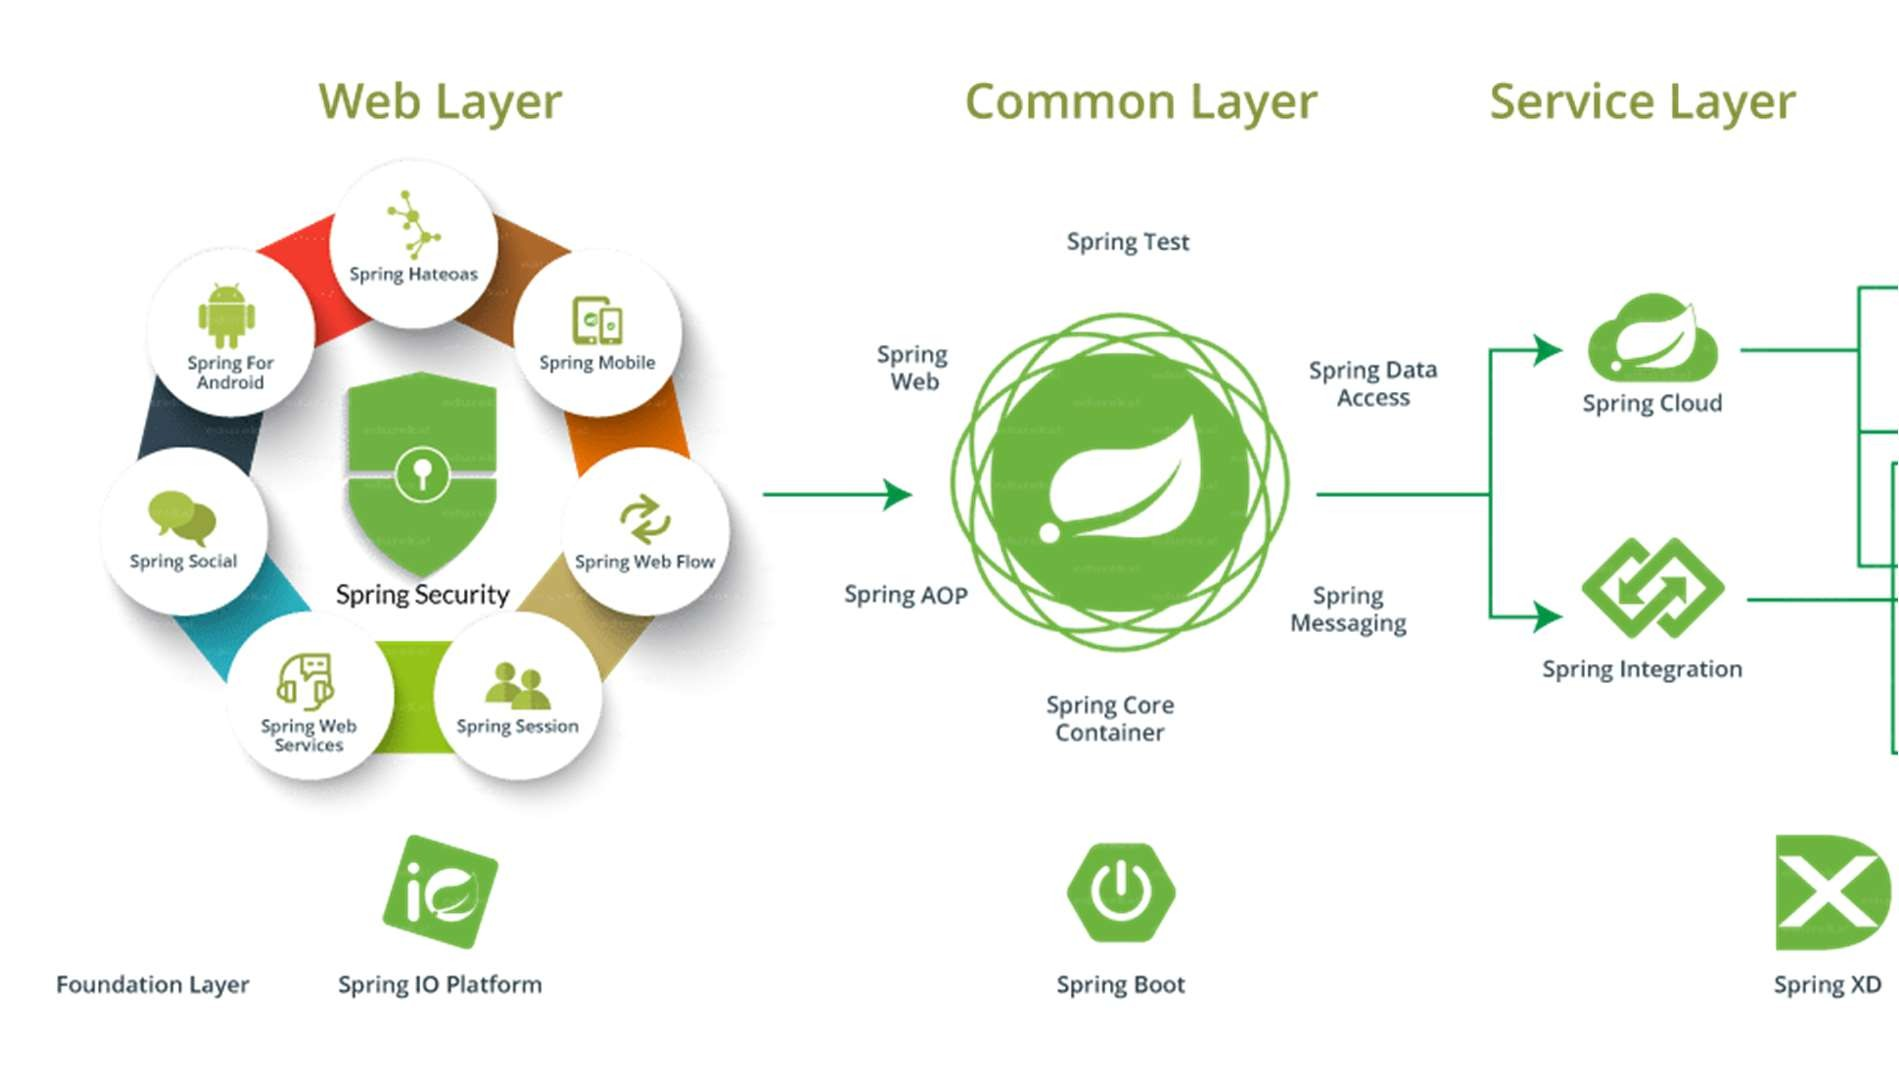 Web Layer
Common Layer
Service Layer
Spring Hateoas
Spring For
Android
Spring Mobile
Spring Social
Spring Web Flow
Spring Security
Spring Web
Services
Spring Session
Spring Test
Spring
Web
Spring Data
Access
Spring AOP
Spring
Messaging
Spring Core
Container
Spring Cloud
Spring Integration
Foundation Layer
iO
Spring IO Platform
Spring Boot
X
Spring XD